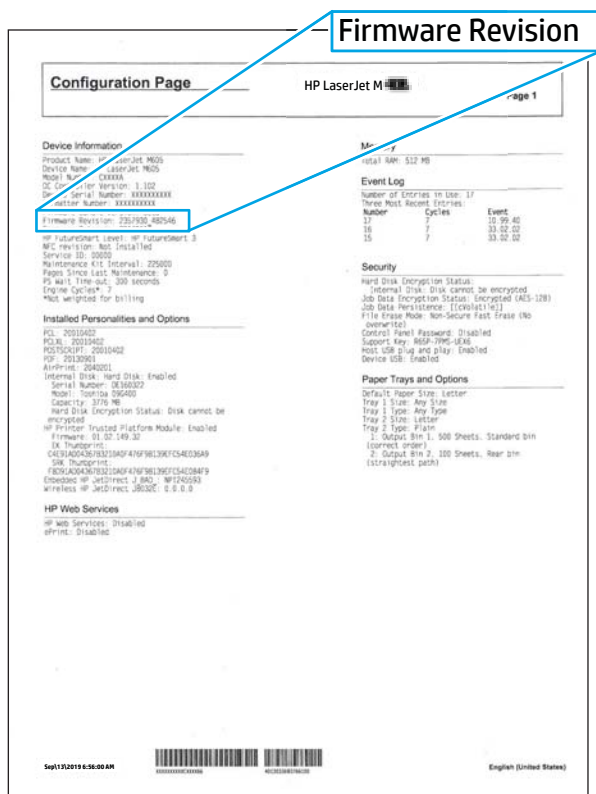 Firmware Revision
Configuration Page
HP LaserJet M
Page 1
Device Information
Product Name: HP LaserJet M605
Device Name: LaserJet M605
Model Number: CXXXXA
DC Controller Version: 1.102
Device Serial Number: XXXXXXXXXX
Formatter Number: XXXXXXXXXX
Firmware Revision: 2357930_482546
HP FutureSmart Level: HP FutureSmart 3
NFC revision: Not Installed
Service ID: 00000
Maintenance Kit Interval: 225000
Pages Since Last Maintenance: 0
PS Wait Time-out: 300 seconds
Engine Cycles*: 7
*Not weighted for billing
Installed Personalities and Options
PCL: 20010402
PCLXL: 20010402
POSTSCRIPT: 20010402
PDF: 20130901
AirPrint: 2040201
Internal Disk: Hard Disk: Enabled
Serial Number: DE160322
Model: Toshiba 09G400
Capacity: 3776 MB
Hard Disk Encryption Status: Disk cannot be
encrypted
HP Printer Trusted Platform Module: Enabled
Firmware: 01.02.149.32
EK Thumbprint:
SRK Thumbprint:
Embedded HP JetDirect
Wireless HP JetDirect 0.0.0.0
HP Web Services
HP Web Services: Disabled
ePrint: Disabled
Memory
Total RAM: 512 MB
Event Log
Number of Entries in Use: 17
Three Most Recent Entries:
Number Cycles Event
17 7 10.99.40
16 7 33.02.02
15 7 33.02.02
Security
Hard Disk Encryption Status:
Internal Disk: Disk cannot be encrypted
Job Data Encryption Status: Encrypted (AES-128)
Job Data Persistence: [[cVolatile]]
File Erase Mode: Non-Secure Fast Erase (No
overwrite)
Control Panel Password: Disabled
Support Key: R6SP-7PMS-UEX6
Host USB plug and play: Enabled
Device USB: Enabled
Paper Trays and Options
Default Paper Size: Letter
Tray 1 Size: Any Size
Tray 1 Type: Any Type
Tray 2 Size: Letter
Tray 2 Type: Plain
1: Output Bin 1, 500 Sheets, Standard bin
(correct order)
2: Output Bin 2, 100 Sheets, Rear bin
(straightest path)
Sep\13\2019 6:56:00 AM
English (United States)